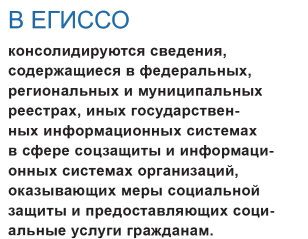 В ЕГИССО
консолидируются сведения,
содержащиеся в федеральных,
региональных и муниципальных
реестрах, иных государствен-
ных информационных системах
в сфере соцзащиты и информаци-
онных системах организаций,
оказывающих меры социальной
защиты и предоставляющих соци-
альные услуги гражданам.